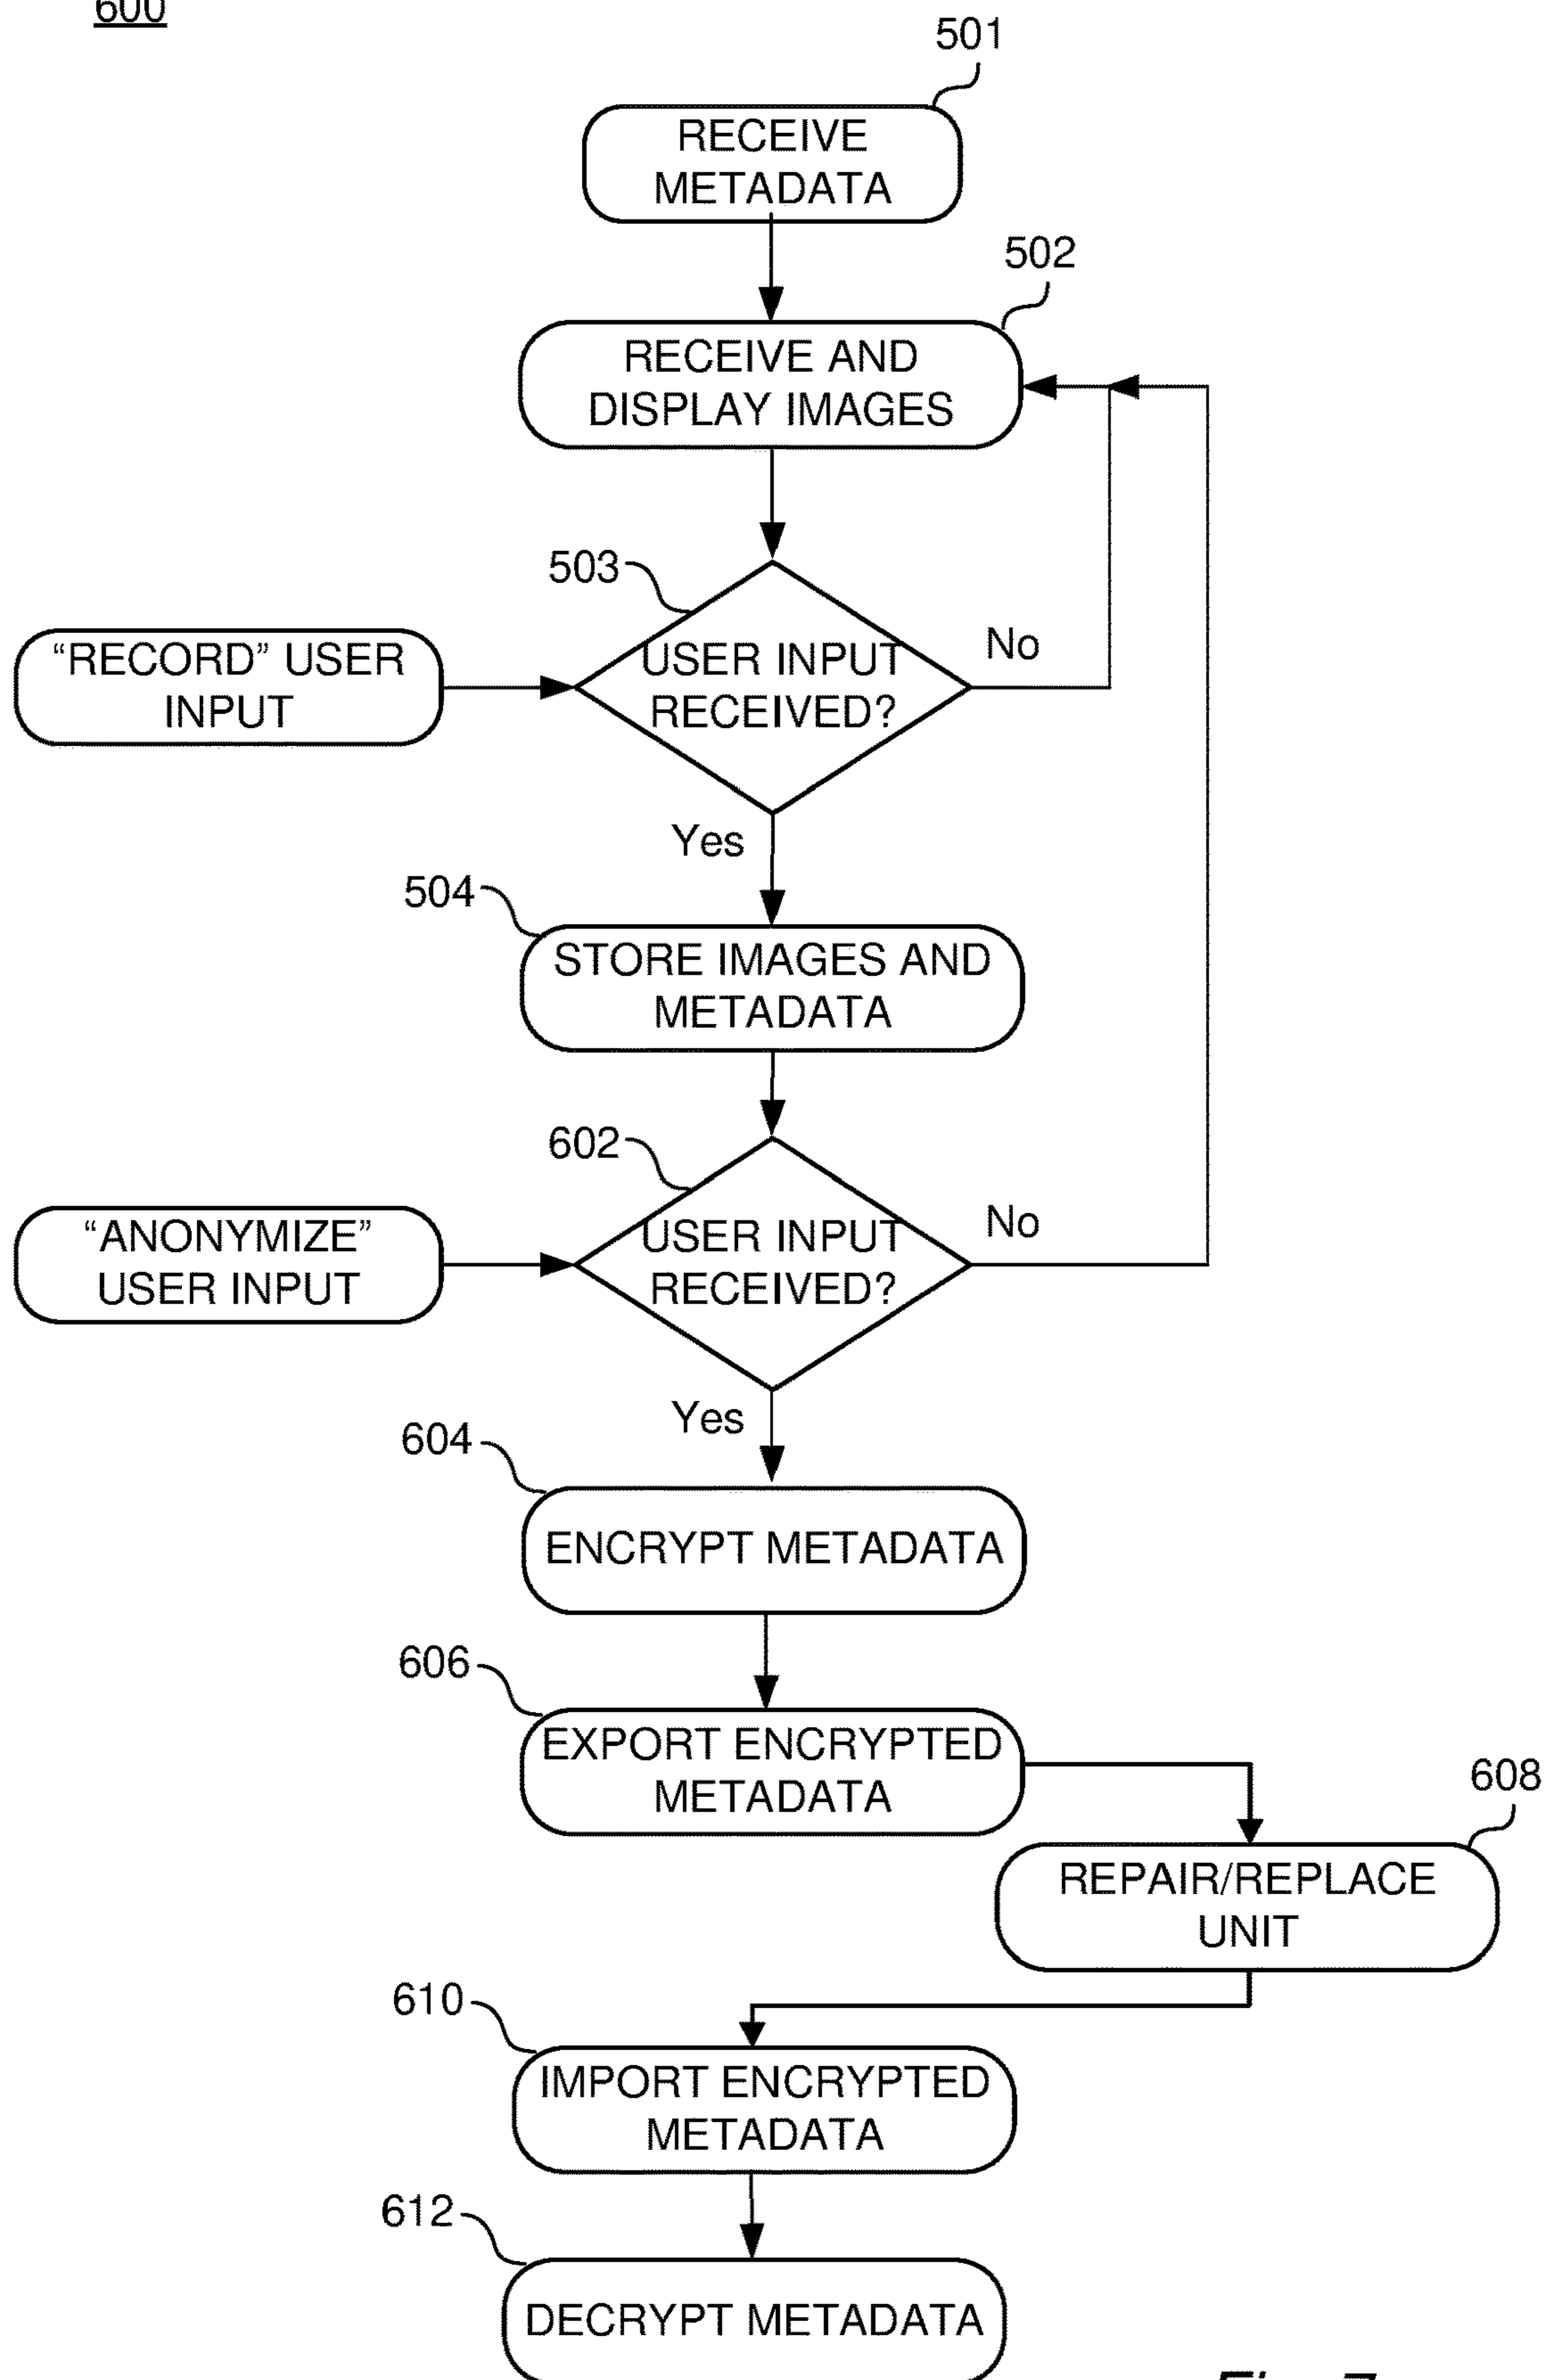 600
501
RECEIVE
METADATA
502
RECEIVE AND
DISPLAY IMAGES
503
"RECORD" USER
INPUT
USER INPUT
RECEIVED?
No
Yes
504
STORE IMAGES AND
METADATA
602
"ANONYMIZE"
USER INPUT
USER INPUT
RECEIVED?
No
Yes
604
ENCRYPT METADATA
606
EXPORT ENCRYPTED
METADATA
608
REPAIR/REPLACE
UNIT
610
IMPORT ENCRYPTED
METADATA
612
DECRYPT METADATA